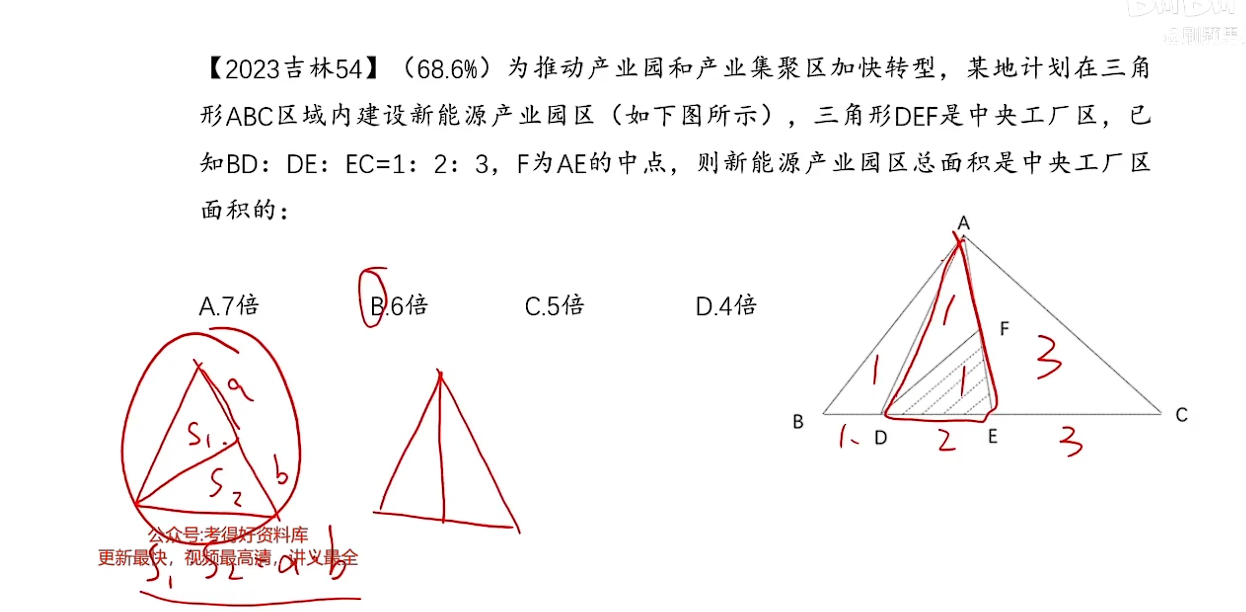 【2023吉林54】（68.6%）为推动产业园和产业集聚区加快转型，某地计划在三角
形ABC区域内建设新能源产业园区（如下图所示），三角形DEF是中央工厂区，已
知BD：DE：EC=1：2：3，F为AE的中点，则新能源产业园区总面积是中央工厂区
面积的：
A.7倍 B.6倍 C.5倍 D.4倍
A
F
B D E C
1
1
1
3
1 2 3
a
S1
S2
b
公众号:考得好资料库
更新最快，视频最高清，讲义最全
S1 S2 = a b